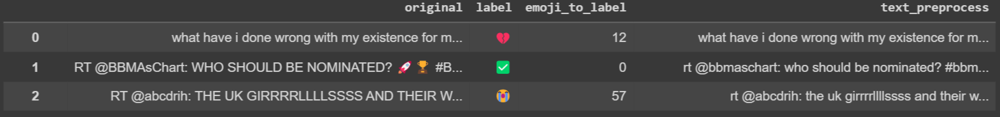 original label emoji_to_label text_preprocess
0 what have i done wrong with my existence for m... 💔 12 what have i done wrong with my existence for m...
1 RT @BBMAsChart: WHO SHOULD BE NOMINATED? 🚀 🏆 #B... ✅ 0 rt @bbmaschart: who should be nominated? #bbm...
2 RT @abcdrih: THE UK GIRRRRLLLLSSSS AND THEIR W... 😭 57 rt @abcdrih: the uk girrrrllllssss and their w...